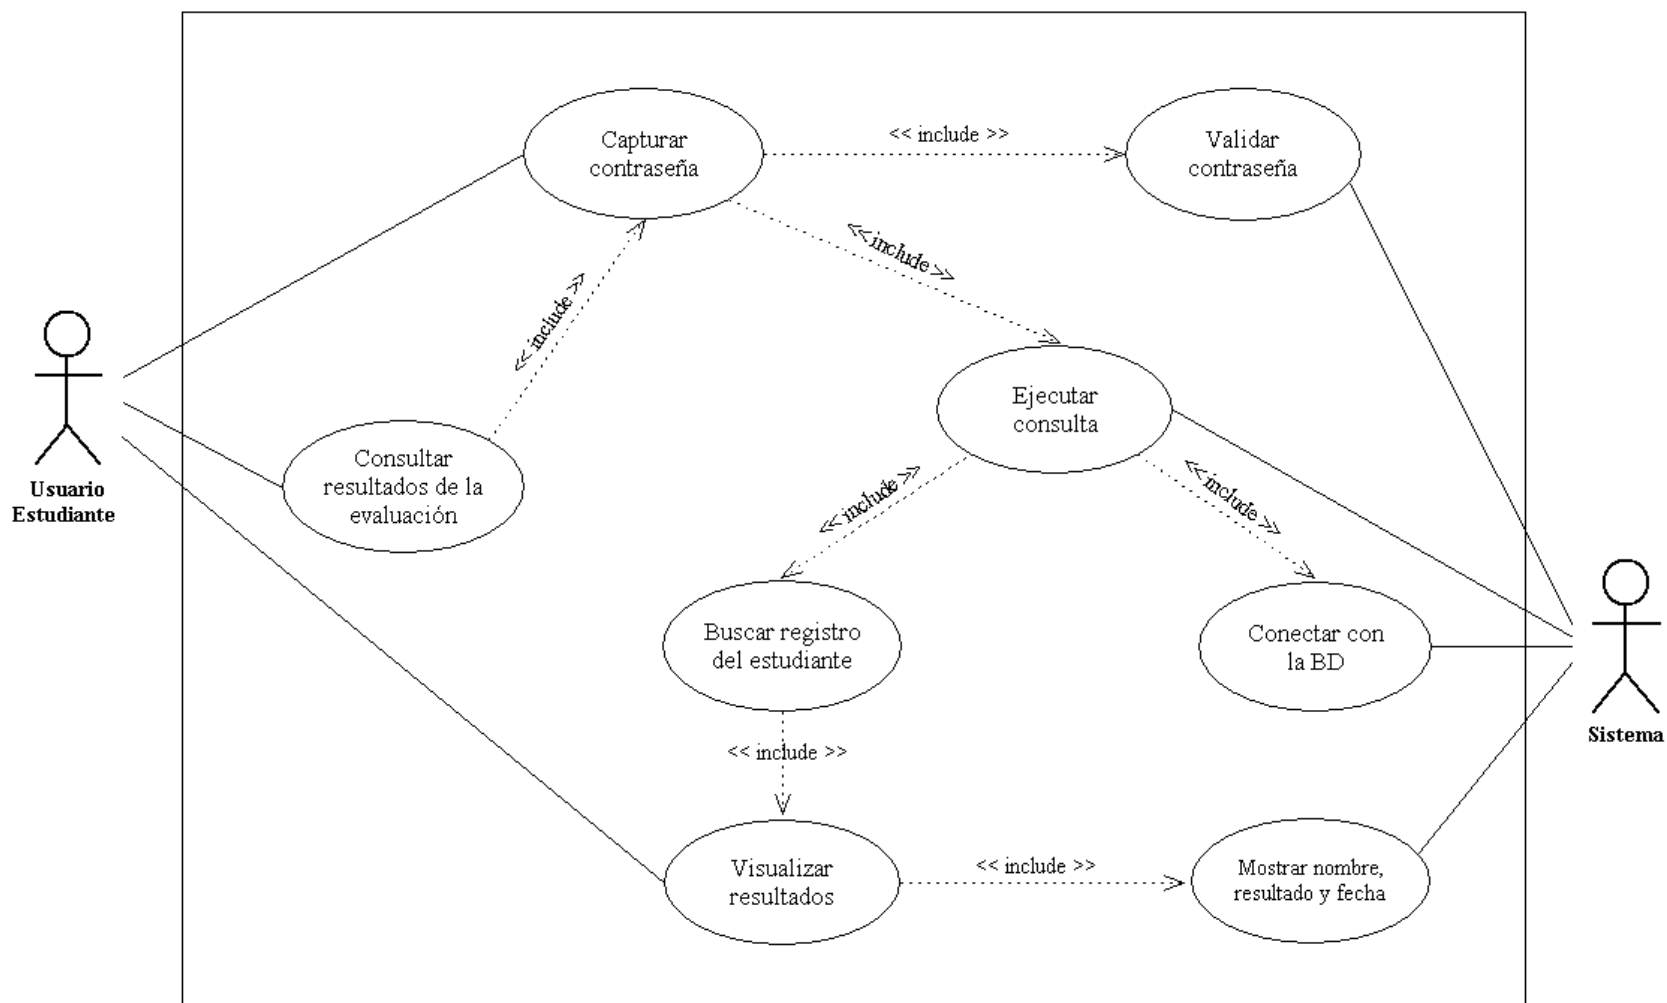 Capturar
contraseña
<< include >>
Validar
contraseña
<<include>>
<<include>>
Ejecutar
consulta
Consultar
resultados de la
evaluación
Usuario
Estudiante
<<include>>
<<include>>
Buscar registro
del estudiante
Conectar con
la BD
Sistema
<< include >>
Visualizar
resultados
<< include >>
Mostrar nombre,
resultado y fecha